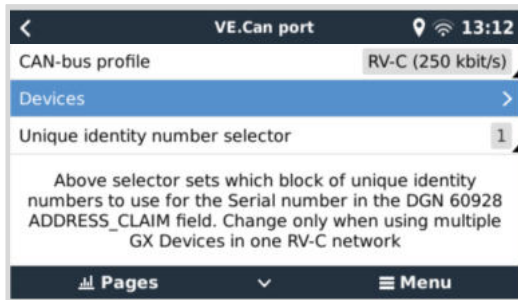 VE.Can port 13:12
CAN-bus profile RV-C (250 kbit/s)
Devices
Unique identity number selector 1
Above selector sets which block of unique identity
numbers to use for the Serial number in the DGN 60928
ADDRESS_CLAIM field. Change only when using multiple
GX Devices in one RV-C network
Pages Menu